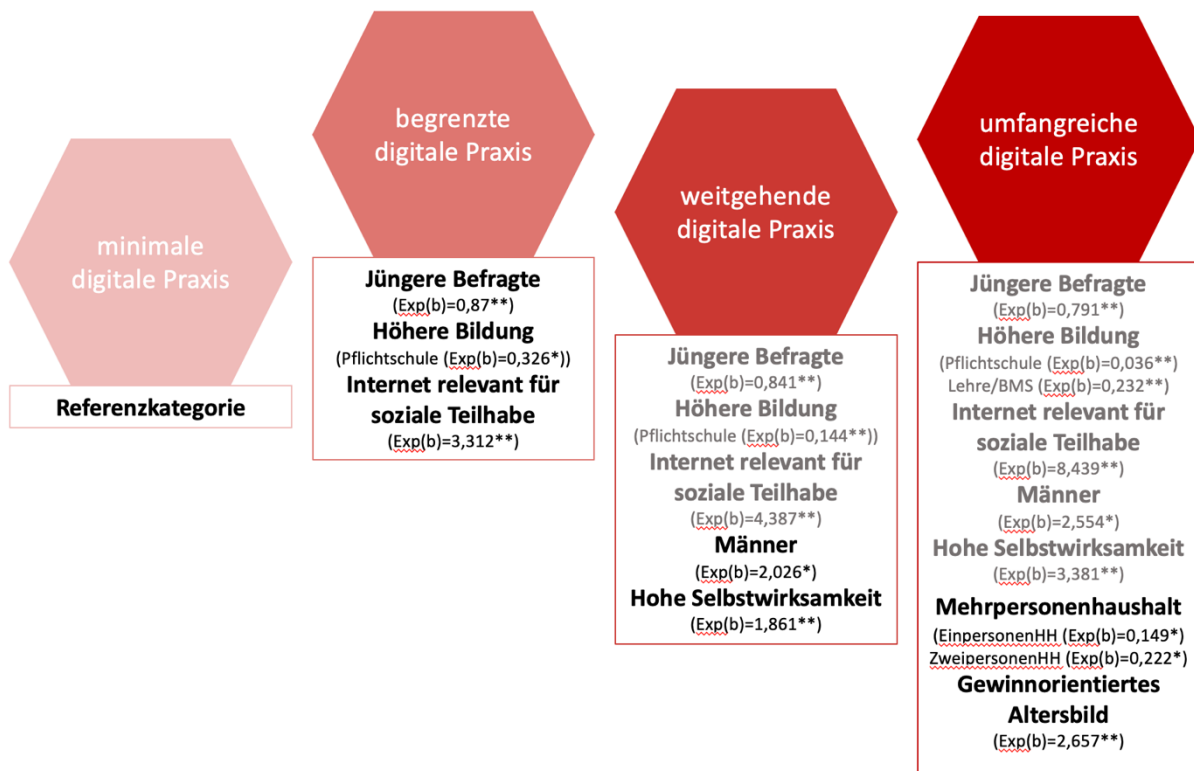 minimale
digitale Praxis
Referenzkategorie
begrenzte
digitale Praxis
Jüngere Befragte
(Exp(b)=0,87**)
Höhere Bildung
(Pflichtschule (Exp(b)=0,326*))
Internet relevant für
soziale Teilhabe
(Exp(b)=3,312**)
weitgehende
digitale Praxis
Jüngere Befragte
(Exp(b)=0,841**)
Höhere Bildung
(Pflichtschule (Exp(b)=0,144**))
Internet relevant für
soziale Teilhabe
(Exp(b)=4,387**)
Männer
(Exp(b)=2,026*)
Hohe Selbstwirksamkeit
(Exp(b)=1,861**)
umfangreiche
digitale Praxis
Jüngere Befragte
(Exp(b)=0,791**)
Höhere Bildung
(Pflichtschule (Exp(b)=0,036**)
Lehre/BMS (Exp(b)=0,232**)
Internet relevant für
soziale Teilhabe
(Exp(b)=8,439**)
Männer
(Exp(b)=2,554*)
Hohe Selbstwirksamkeit
(Exp(b)=3,381**)
Mehrpersonenhaushalt
(EinpersonenHH (Exp(b)=0,149*)
ZweipersonenHH (Exp(b)=0,222*)
Gewinnorientiertes
Altersbild
(Exp(b)=2,657**)